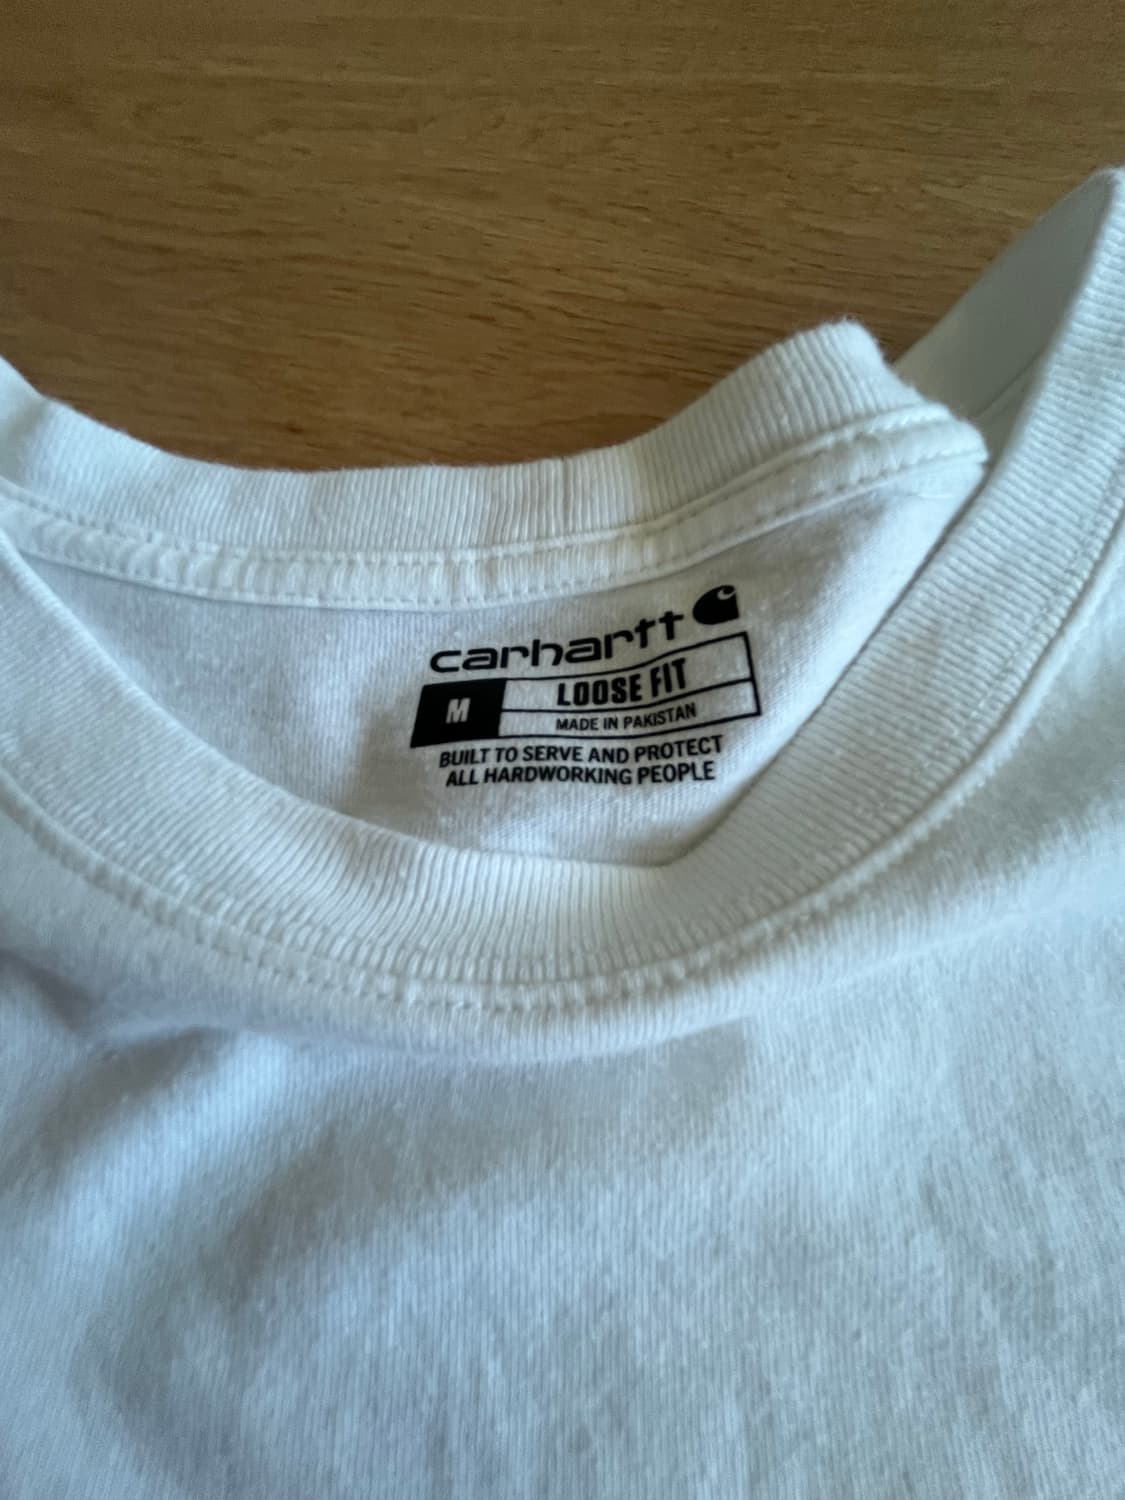 carhartt
M LOOSE FIT
MADE IN PAKISTAN
BUILT TO SERVE AND PROTECT
ALL HARDWORKING PEOPLE